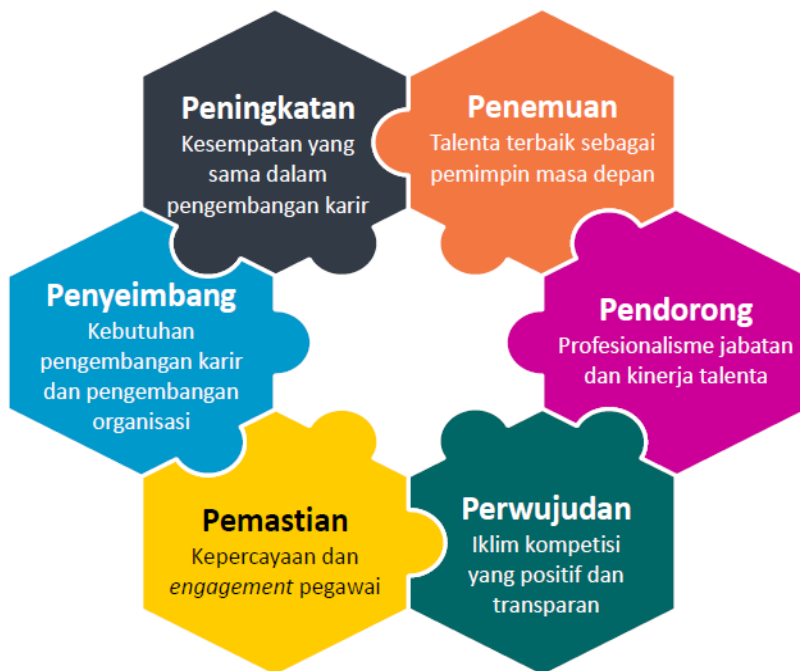 Peningkatan
Kesempatan yang
sama dalam
pengembangan karir
Penemuan
Talenta terbaik sebagai
pemimpin masa depan
Penyeimbang
Kebutuhan
pengembangan karir
dan pengembangan
organisasi
Pendorong
Profesionalisme jabatan
dan kinerja talenta
Pemastian
Kepercayaan dan
engagement pegawai
Perwujudan
Iklim kompetisi
yang positif dan
transparan